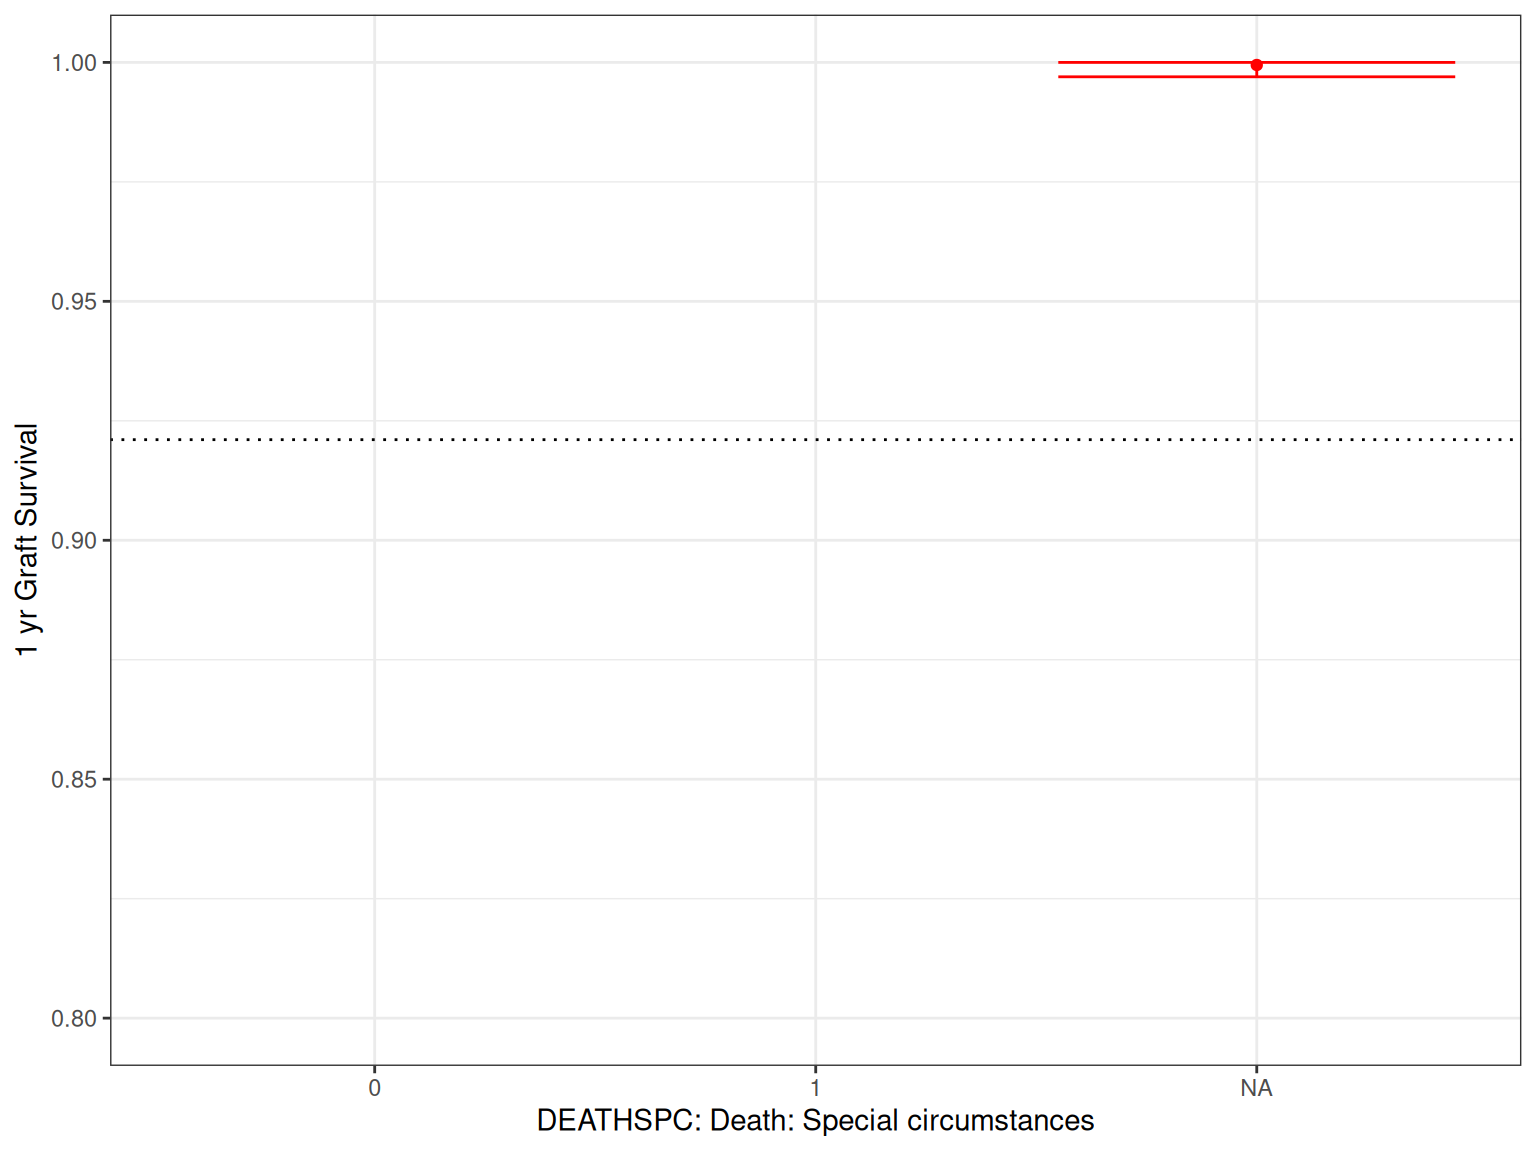 1.00
0.95
0.90
0.85
0.80
1 yr Graft Survival
0
1
NA
DEATHSPC: Death: Special circumstances